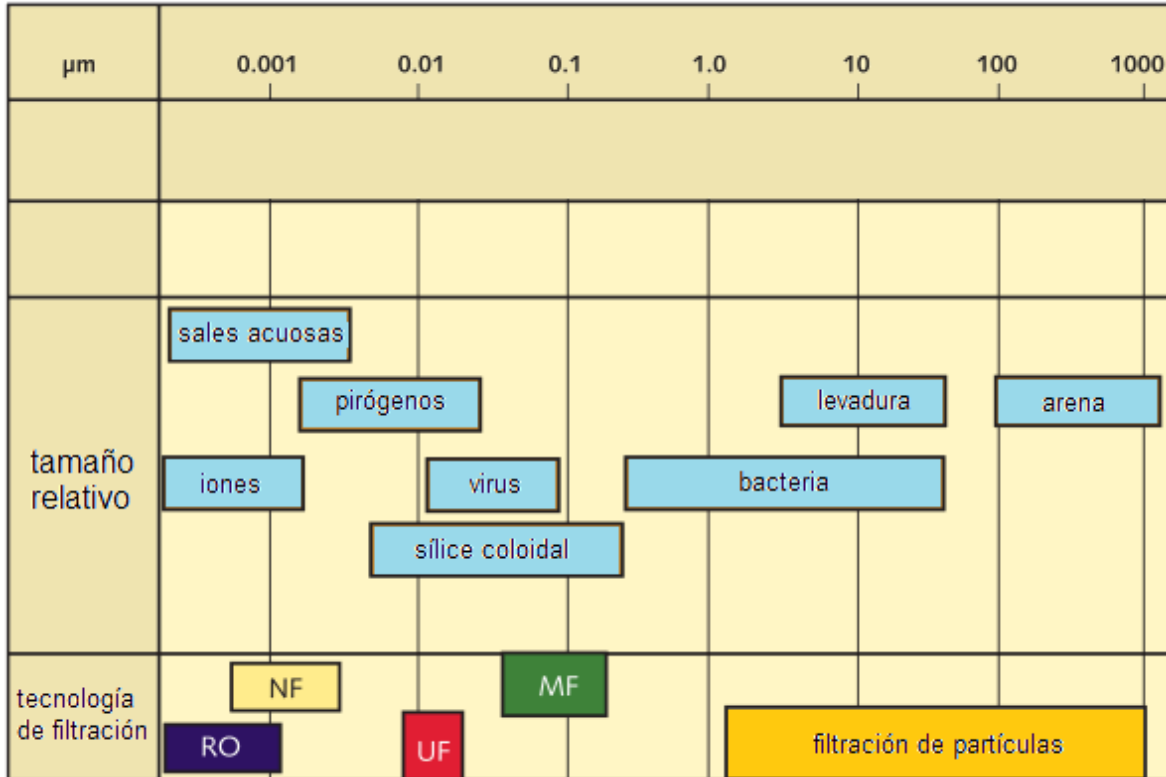 µm 0.001 0.01 0.1 1.0 10 100 1000
sales acuosas
pirógenos
levadura
arena
tamaño
relativo
iones
virus
bacteria
sílice coloidal
tecnología
de filtración
NF
MF
RO
UF
filtración de partículas